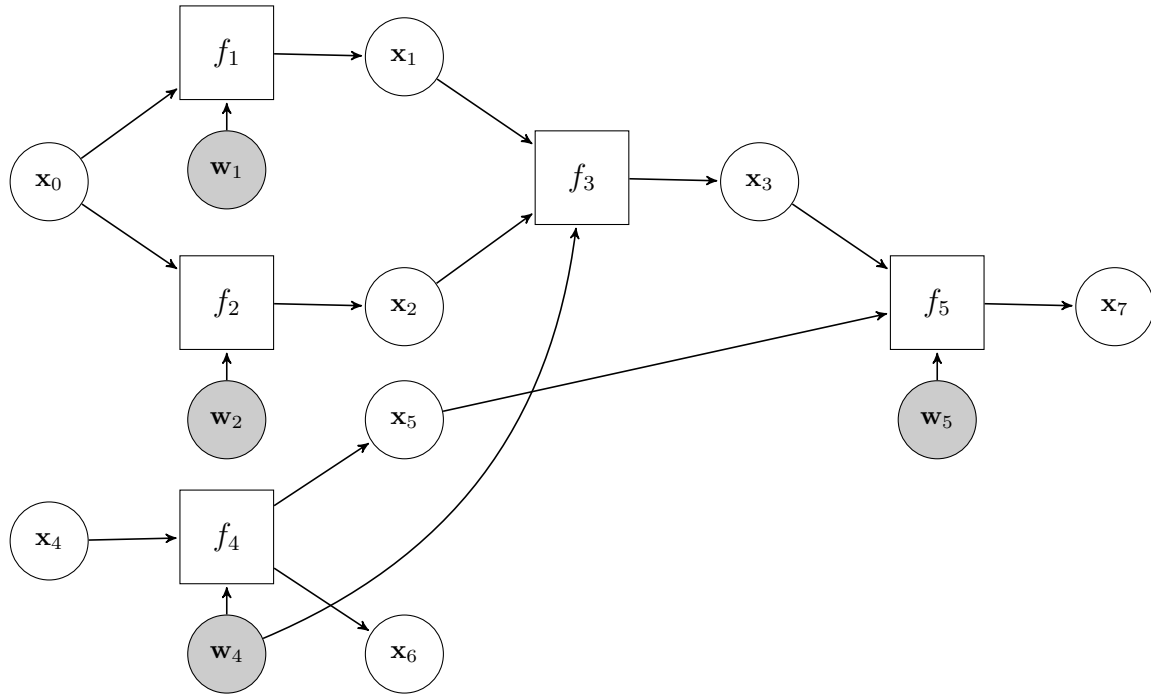 f₁
x₁
w₁
x₀
f₃
x₃
f₂
x₂
f₅
x₇
w₂
x₅
w₅
x₄
f₄
w₄
x₆